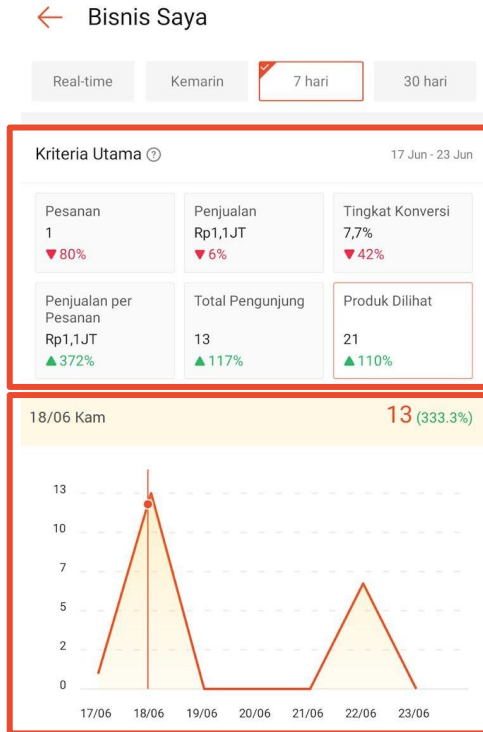 Bisnis Saya
Real-time Kemarin 7 hari 30 hari
Kriteria Utama ? 17 Jun - 23 Jun
Pesanan
1
▼80%
Penjualan
Rp1,1JT
▼6%
Tingkat Konversi
7,7%
▼42%
Penjualan per
Pesanan
Rp1,1JT
▲372%
Total Pengunjung
13
▲117%
Produk Dilihat
21
▲110%
18/06 Kam 13 (333.3%)
13
10
7
5
2
0
17/06 18/06 19/06 20/06 21/06 22/06 23/06